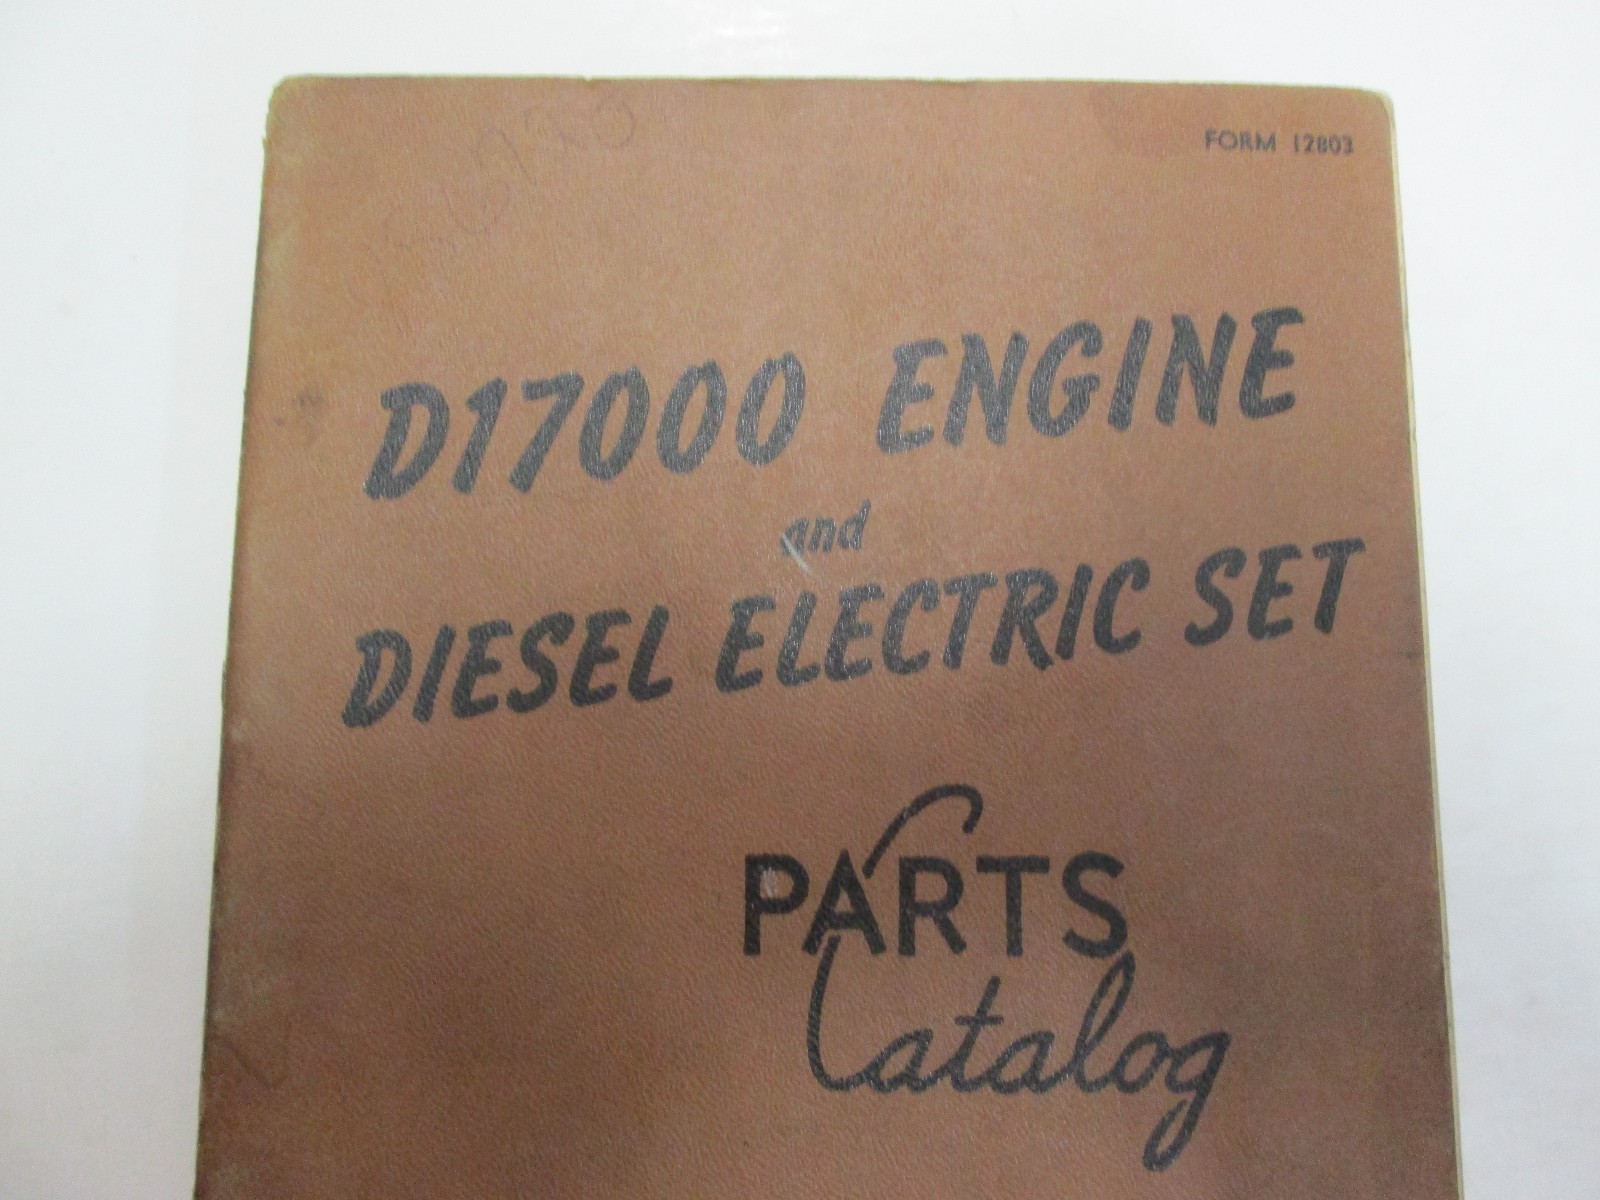 FORM 12803
D17000 ENGINE
and
DIESEL ELECTRIC SET
PARTS
Catalog